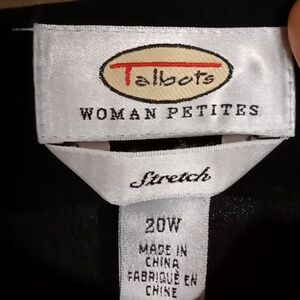 Talbots
WOMAN PETITES
Stretch
20W
MADE IN
CHINA
FABRIQUÉ EN
CHINE